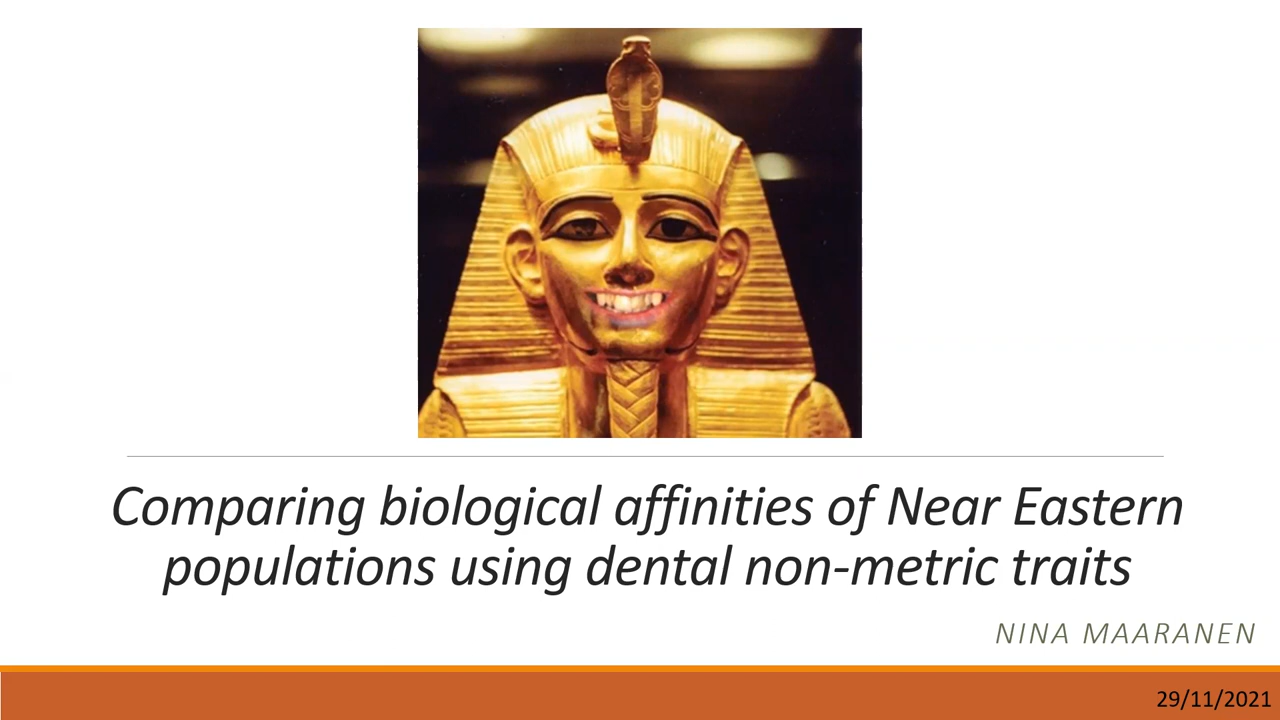 Comparing biological affinities of Near Eastern
populations using dental non-metric traits
NINA MAARANEN
29/11/2021